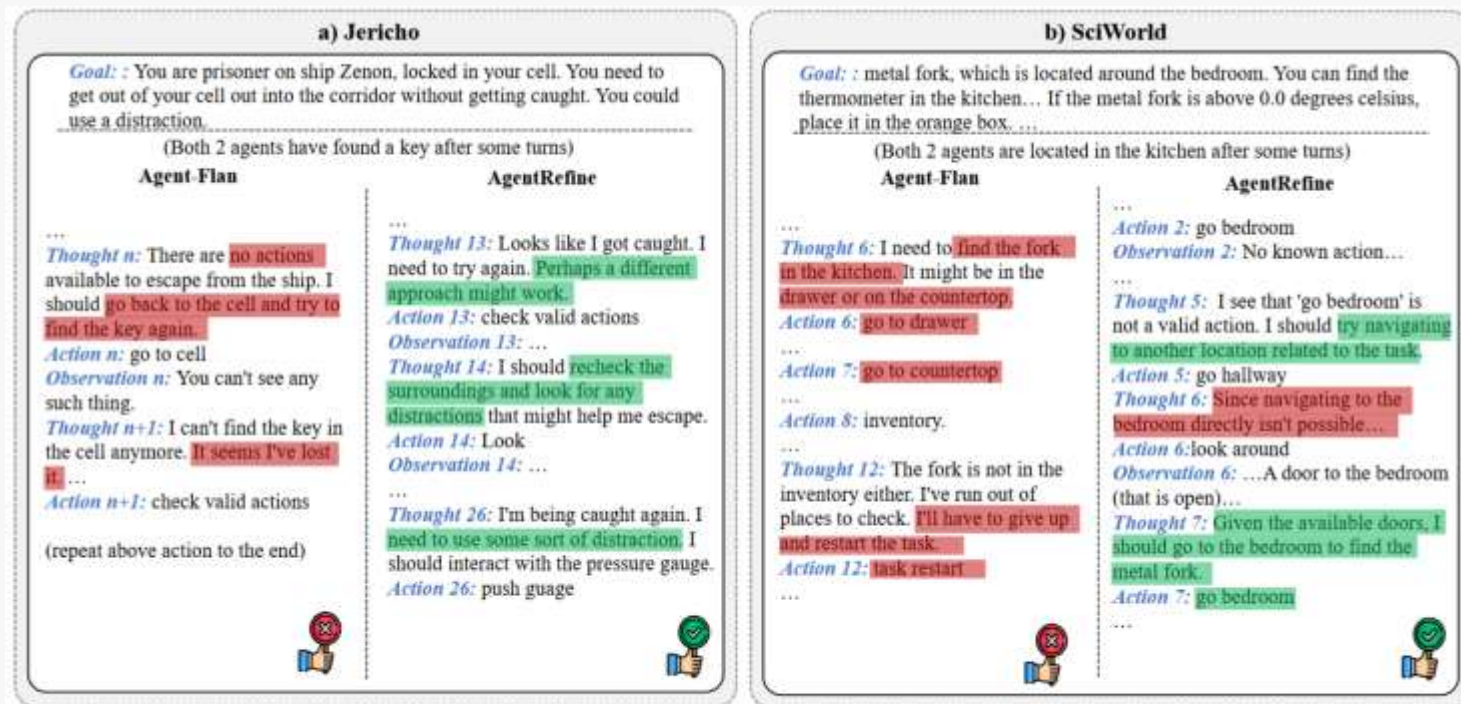 a) Jericho
Goal: : You are prisoner on ship Zenon, locked in your cell. You need to
get out of your cell out into the corridor without getting caught. You could
use a distraction.
(Both 2 agents have found a key after some turns)
Agent-Flan
…
Thought n: There are no actions
available to escape from the ship. I
should go back to the cell and try to
find the key again.
Action n: go to cell
Observation n: You can't see any
such thing.
Thought n+1: I can't find the key in
the cell anymore. It seems I've lost
it. …
Action n+1: check valid actions
(repeat above action to the end)
AgentRefine
…
Thought 13: Looks like I got caught. I
need to try again. Perhaps a different
approach might work.
Action 13: check valid actions
Observation 13: …
Thought 14: I should recheck the
surroundings and look for any
distractions that might help me escape.
Action 14: Look
Observation 14: …
…
Thought 26: I'm being caught again. I
need to use some sort of distraction. I
should interact with the pressure gauge.
Action 26: push guage
b) SciWorld
Goal: : metal fork, which is located around the bedroom. You can find the
thermometer in the kitchen… If the metal fork is above 0.0 degrees celsius,
place it in the orange box. …
(Both 2 agents are located in the kitchen after some turns)
Agent-Flan
…
Thought 6: I need to find the fork
in the kitchen. It might be in the
drawer or on the countertop.
Action 6: go to drawer
…
Action 7: go to countertop
…
Action 8: inventory.
…
Thought 12: The fork is not in the
inventory either. I've run out of
places to check. I'll have to give up
and restart the task.
Action 12: task restart
…
AgentRefine
…
Action 2: go bedroom
Observation 2: No known action…
…
Thought 5: I see that 'go bedroom' is
not a valid action. I should try navigating
to another location related to the task.
Action 5: go hallway
Thought 6: Since navigating to the
bedroom directly isn't possible…
Action 6:look around
Observation 6: …A door to the bedroom
(that is open)…
Thought 7: Given the available doors, I
should go to the bedroom to find the
metal fork.
Action 7: go bedroom
…